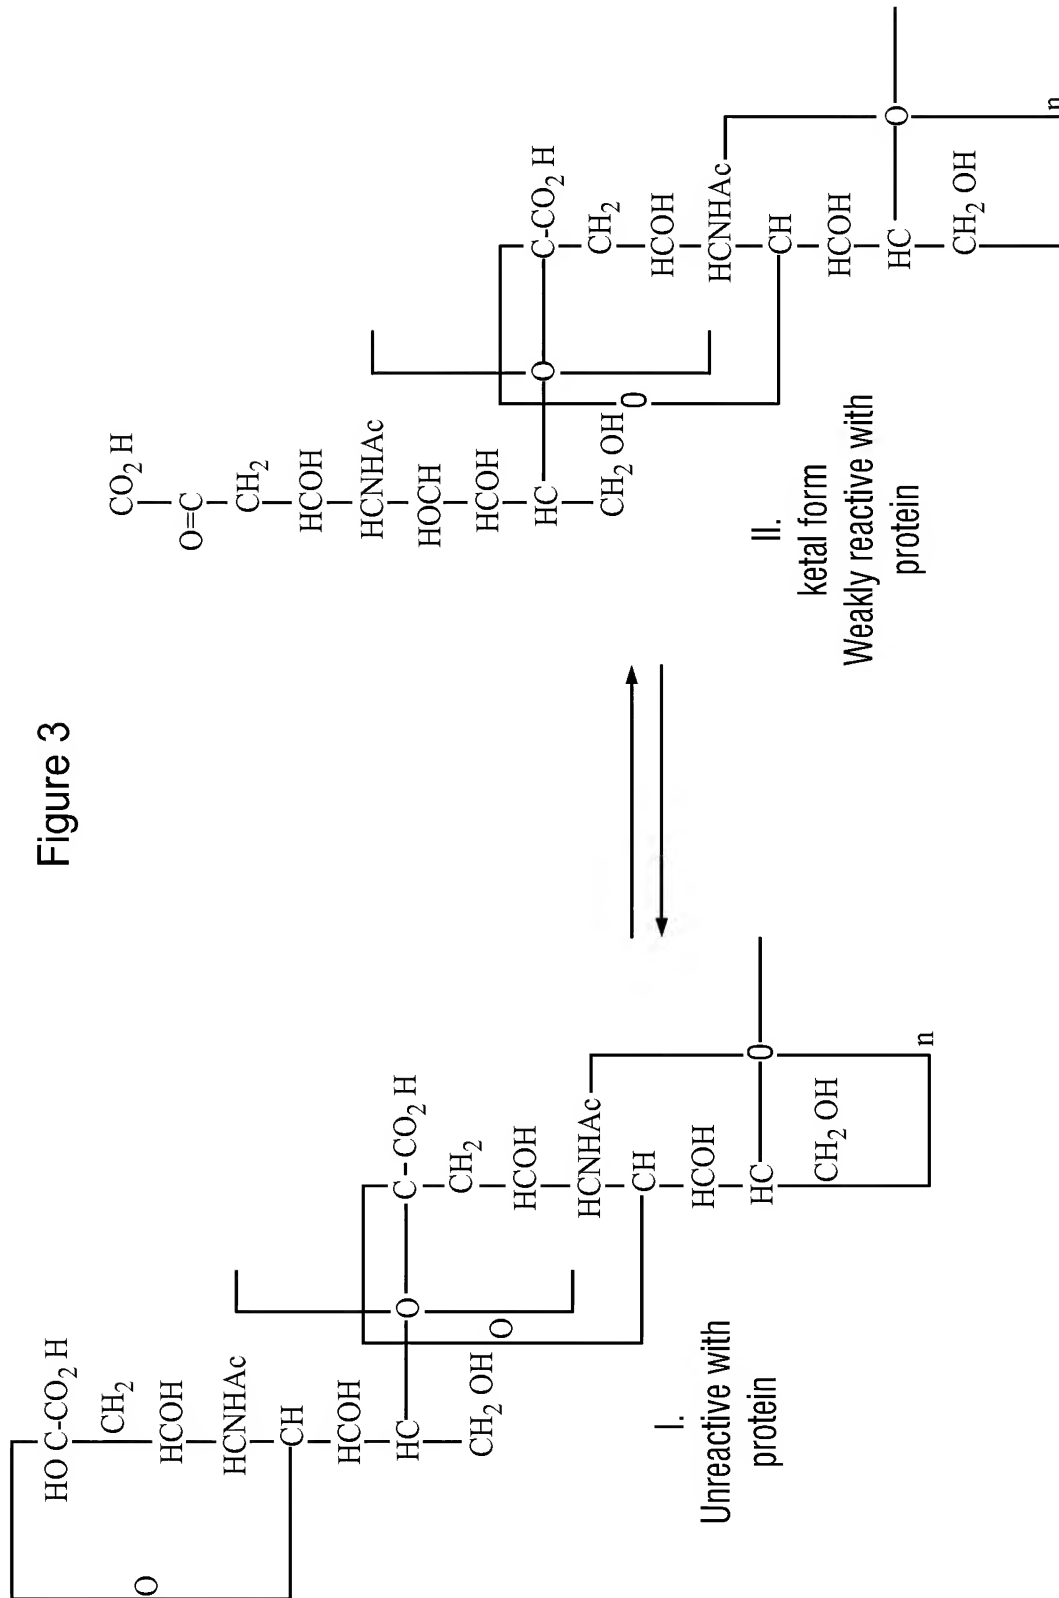 Figure 3
HO C-CO2 H
CH2
HCOH
HCNHAc
CH
HCOH
HC
CH2 OH
O
O
O
C-CO2 H
CH2
HCOH
HCNHAc
CH
HCOH
HC
O
CH2 OH
n
I.
Unreactive with
protein
CO2 H
O=C
CH2
HCOH
HCNHAc
HOCH
HCOH
HC
CH2 OH
O
O
C-CO2 H
CH2
HCOH
HCNHAc
CH
HCOH
HC
O
CH2 OH
n
II.
ketal form
Weakly reactive with
protein